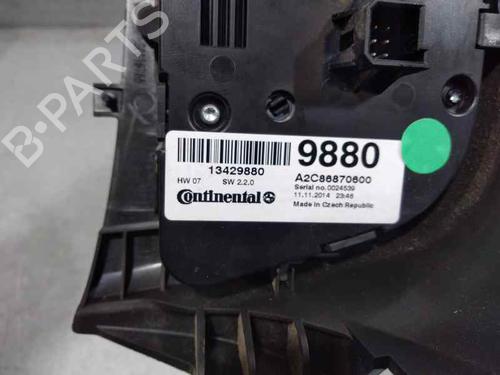 9880
13429880
A2C86870600
HW 07 SW 2.2.0
Serial no.0024539
11.11.2014 23:46
Continental
Made in Czech Republic
B-PARTS